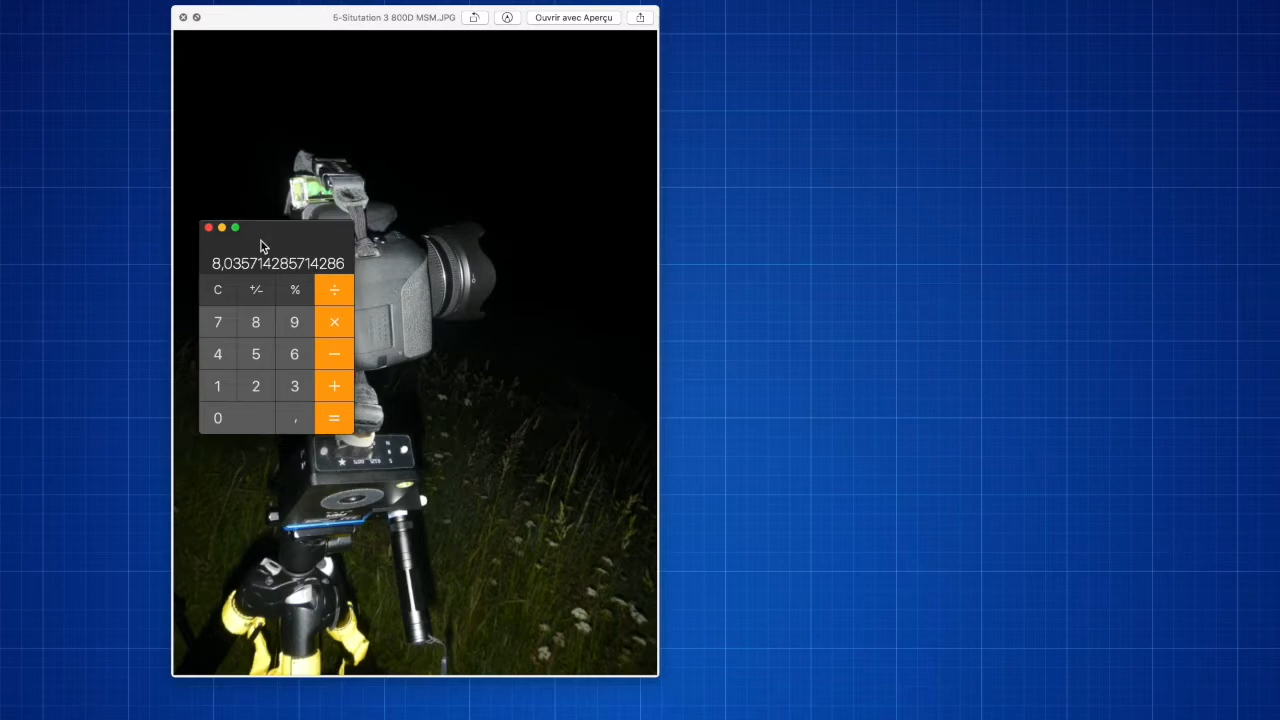 5-Situtation 3 800D MSM.JPG
Ouvrir avec Aperçu
8,035714285714286
C +/- % ÷
7 8 9 ×
4 5 6 −
1 2 3 +
0 , =